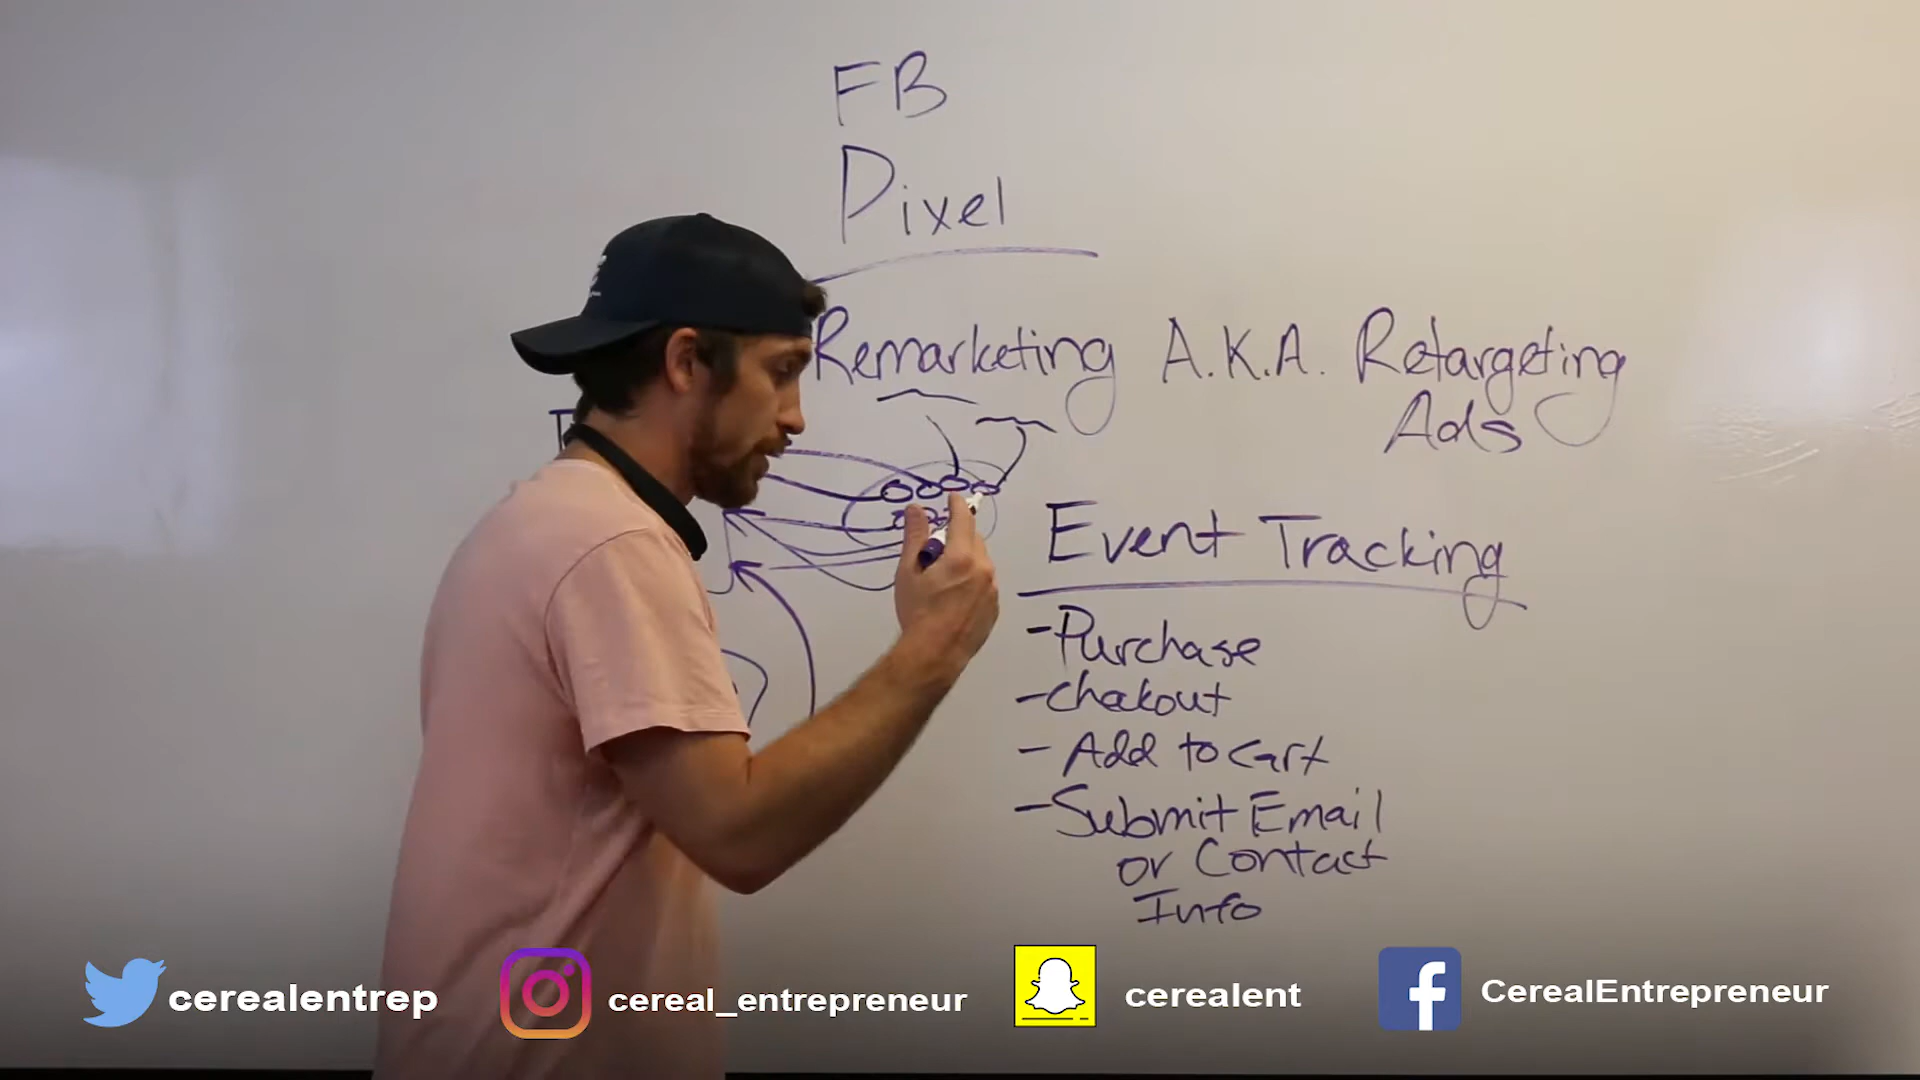 FB
Pixel
Remarketing A.K.A. Retargeting
Ads
Event Tracking
-Purchase
-Chekout
- Add to Cart
-Submit Email
or Contact
Info
cerealentrep
cereal_entrepreneur
cerealent
CerealEntrepreneur